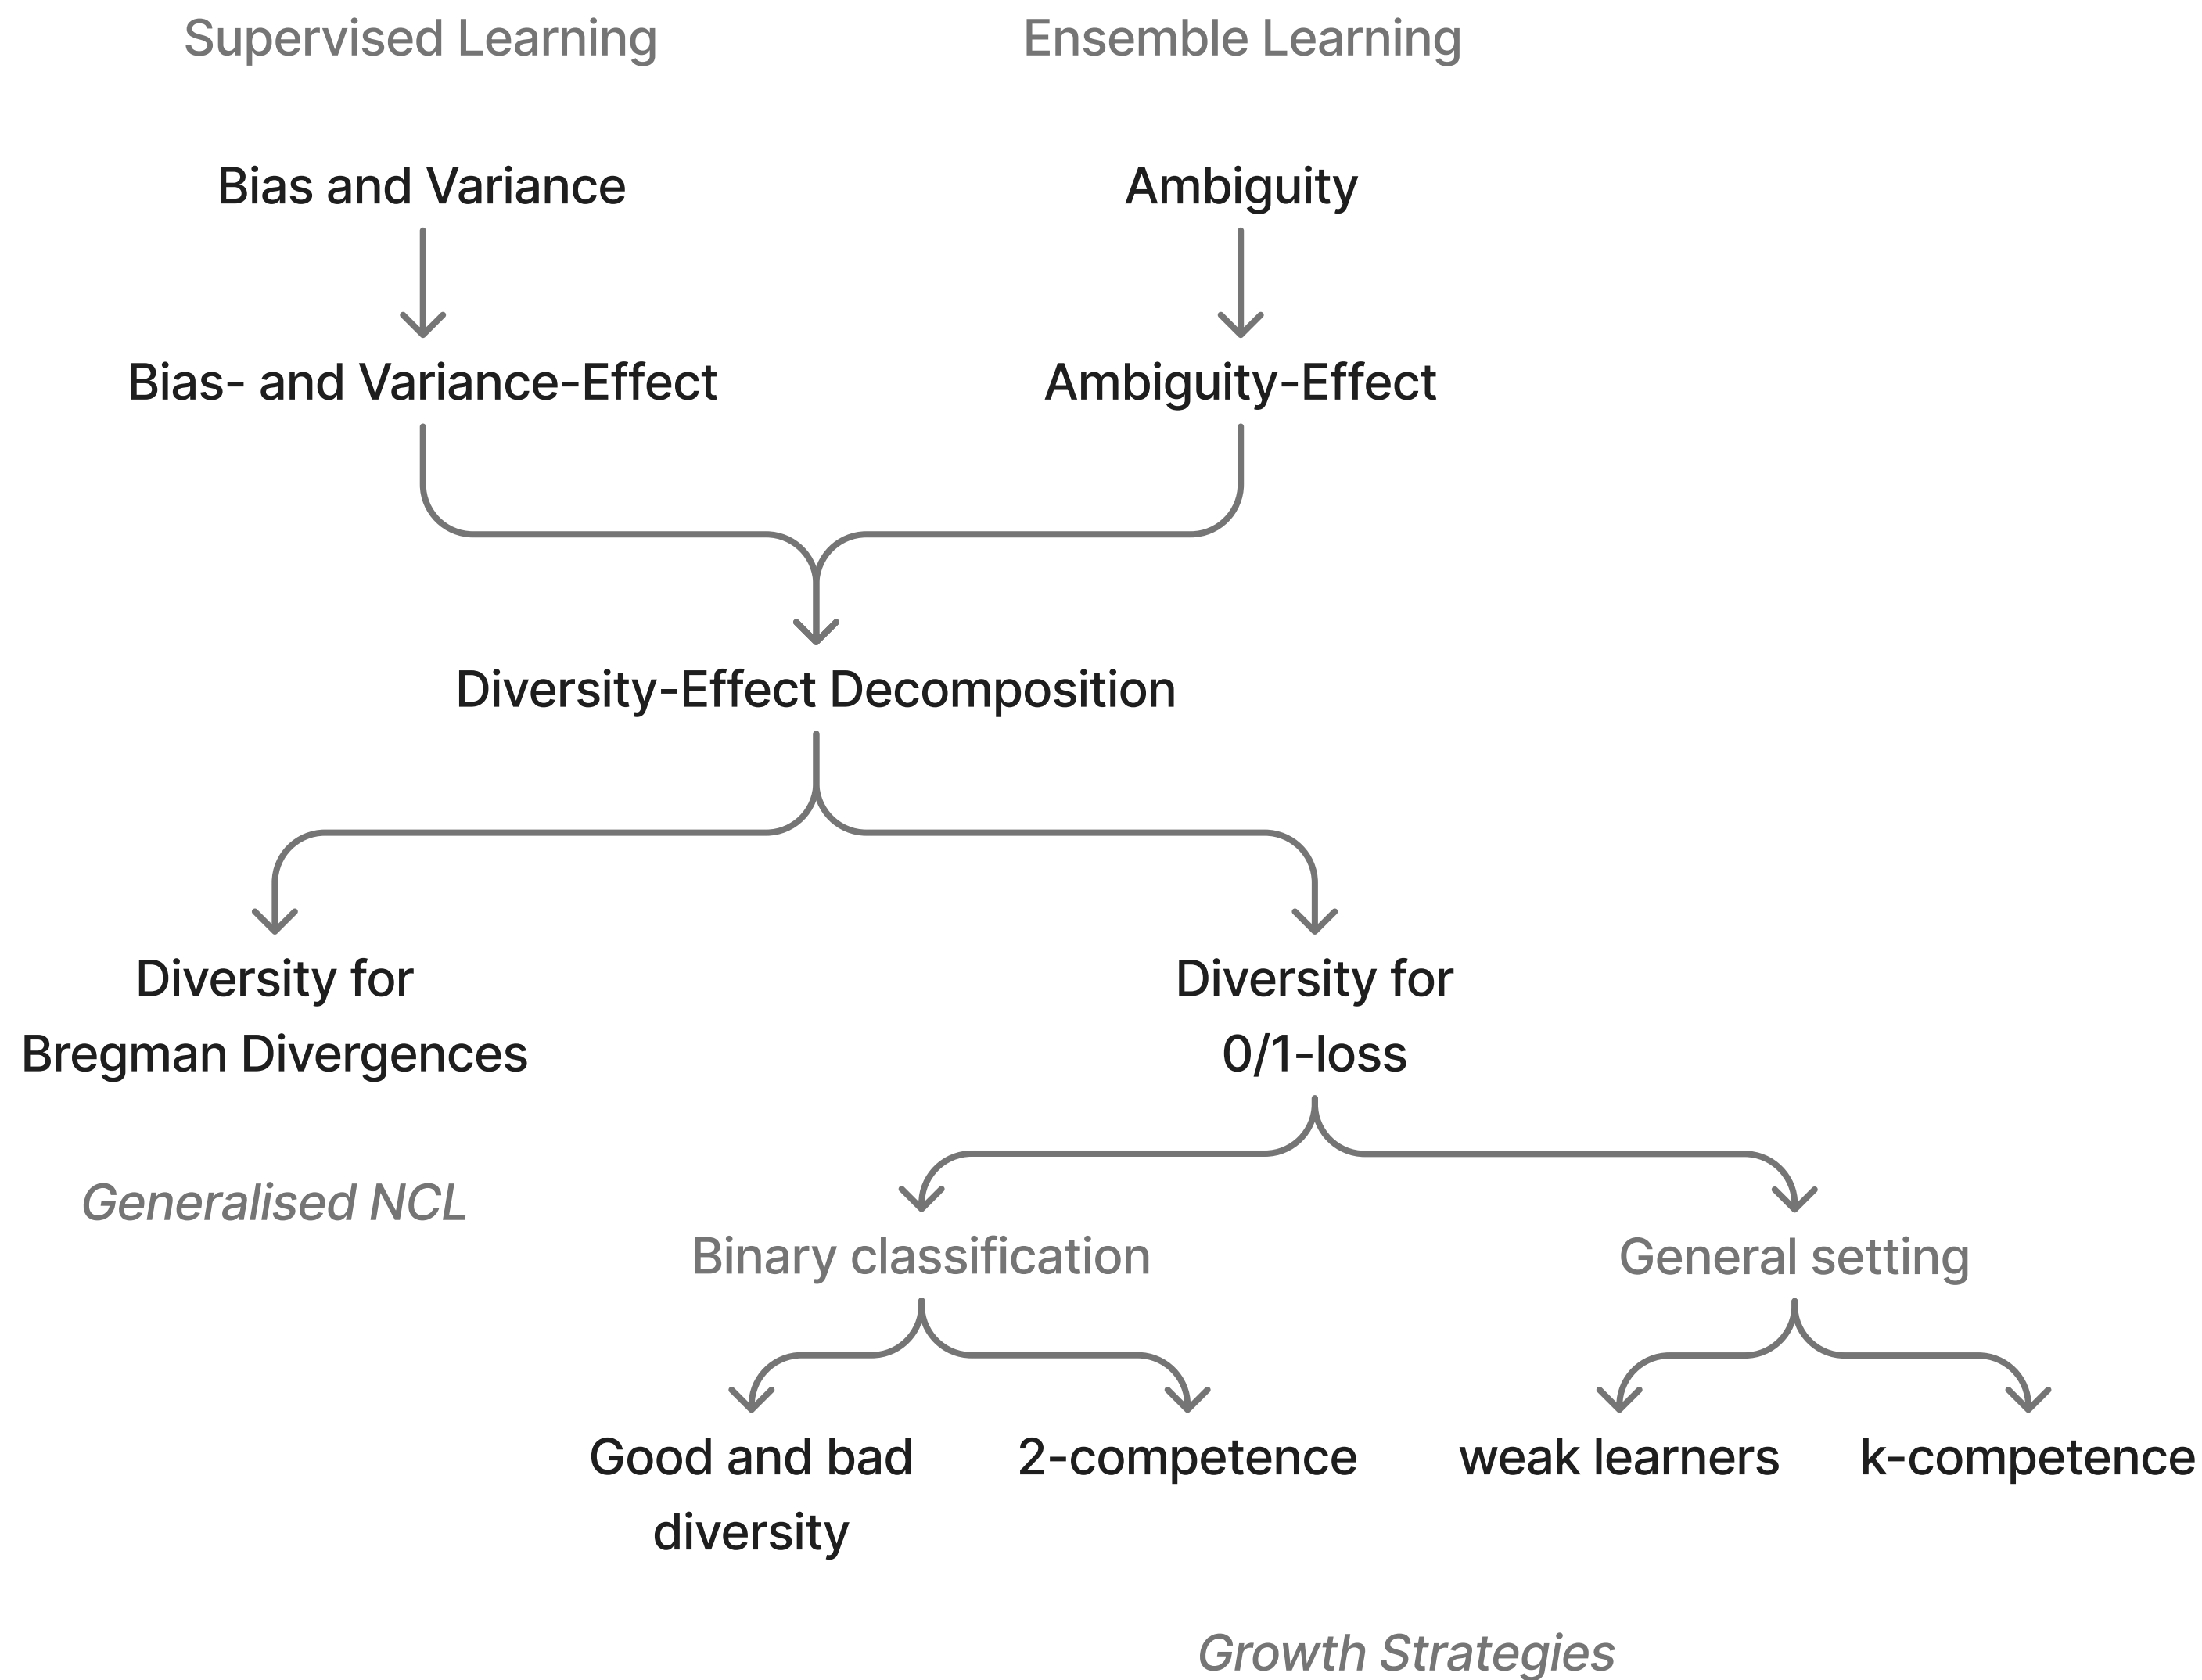 Supervised Learning
Ensemble Learning
Bias and Variance
Ambiguity
Bias- and Variance-Effect
Ambiguity-Effect
Diversity-Effect Decomposition
Diversity for
Bregman Divergences
Diversity for
0/1-loss
Generalised NCL
Binary classification
General setting
Good and bad
diversity
2-competence
weak learners
k-competence
Growth Strategies